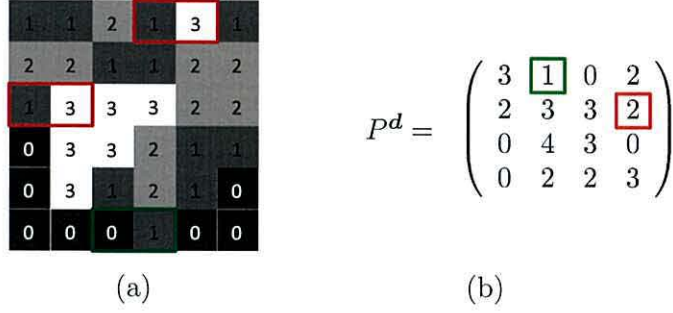 1 1 2 1 3 1
2 2 1 1 2 2
1 3 3 3 2 2
0 3 3 2 1 1
0 3 1 2 1 0
0 0 0 1 0 0
3 1 0 2
2 3 3 2
P^d =
0 4 3 0
0 2 2 3
(a) (b)